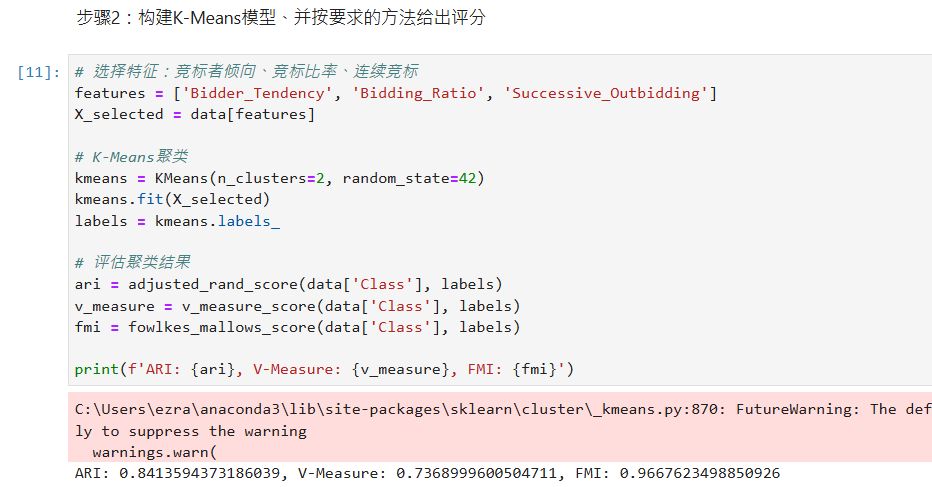 步骤2：构建K-Means模型、并按要求的方法给出评分
[11]:
# 选择特征：竞标者倾向、竞标比率、连续竞标
features = ['Bidder_Tendency', 'Bidding_Ratio', 'Successive_Outbidding']
X_selected = data[features]
# K-Means聚类
kmeans = KMeans(n_clusters=2, random_state=42)
kmeans.fit(X_selected)
labels = kmeans.labels_
# 评估聚类结果
ari = adjusted_rand_score(data['Class'], labels)
v_measure = v_measure_score(data['Class'], labels)
fmi = fowlkes_mallows_score(data['Class'], labels)
print(f'ARI: {ari}, V-Measure: {v_measure}, FMI: {fmi}')
C:\Users\ezra\anaconda3\lib\site-packages\sklearn\cluster\_kmeans.py:870: FutureWarning: The def
ly to suppress the warning
  warnings.warn(
ARI: 0.8413594373186039, V-Measure: 0.7368999600504711, FMI: 0.9667623498850926